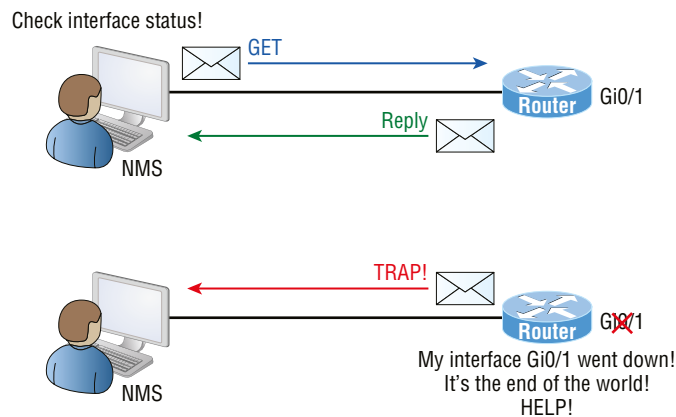 Check interface status!
GET
Router
Gi0/1
Reply
NMS
TRAP!
Router
Gi0/1
NMS
My interface Gi0/1 went down!
It's the end of the world!
HELP!